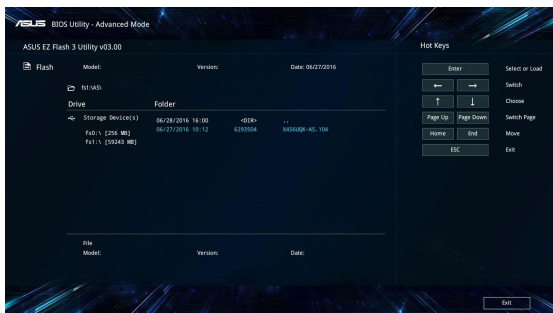 ASUS BIOS Utility - Advanced Mode
ASUS EZ Flash 3 Utility v03.00
Hot Keys
Flash Model: Version: Date: 06/27/2016
fs1:\AS\
Drive Folder
Storage Device(s)
fs0:\ [256 MB]
fs1:\ [59243 MB]
06/28/2016 16:00 <DIR> ..
06/27/2016 10:12 6293504 X456UQK-AS.104
File
Model: Version: Date:
Enter Select or Load
← → Switch
↑ ↓ Choose
Page Up Page Down Switch Page
Home End Move
ESC Exit
Exit